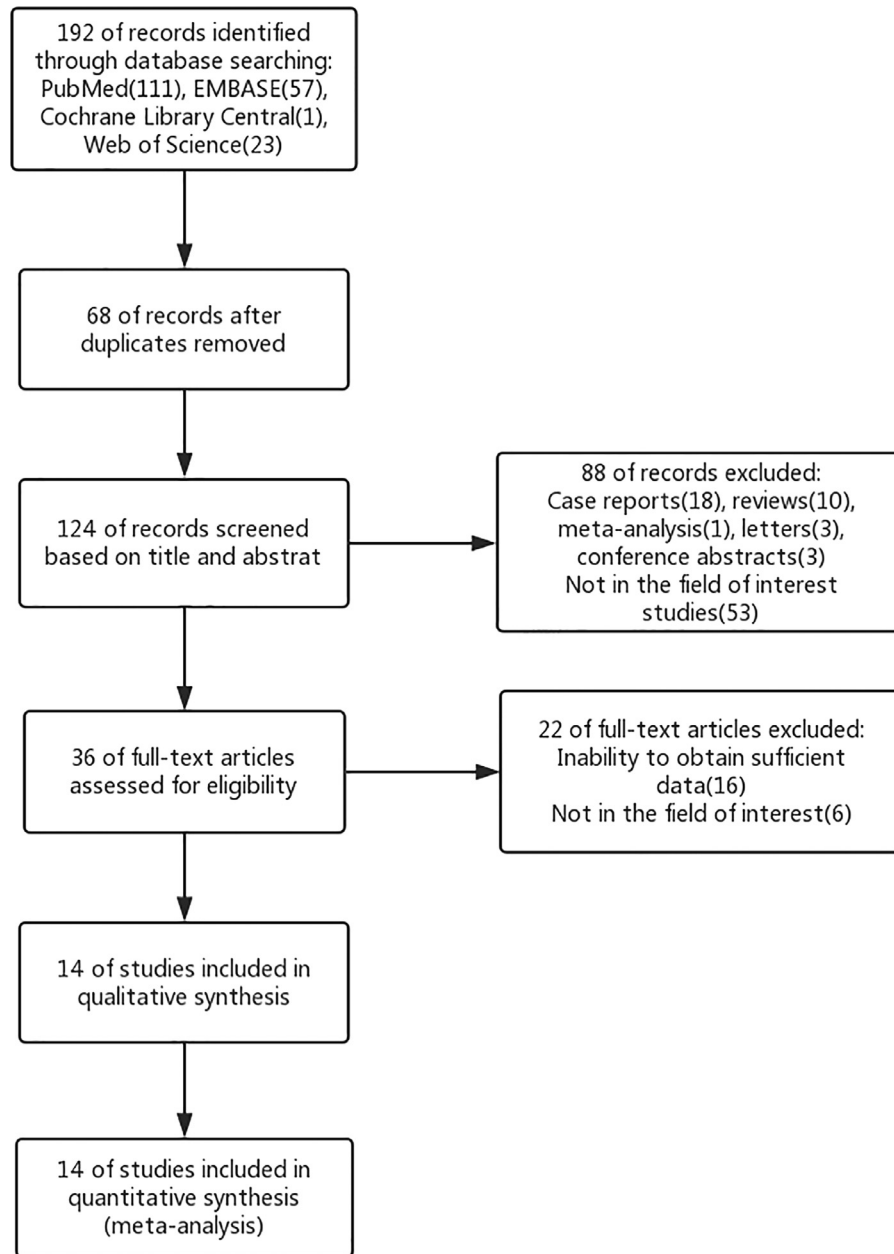 192 of records identified
through database searching:
PubMed(111), EMBASE(57),
Cochrane Library Central(1),
Web of Science(23)
68 of records after
duplicates removed
124 of records screened
based on title and abstrat
88 of records excluded:
Case reports(18), reviews(10),
meta-analysis(1), letters(3),
conference abstracts(3)
Not in the field of interest
studies(53)
36 of full-text articles
assessed for eligibility
22 of full-text articles excluded:
Inability to obtain sufficient
data(16)
Not in the field of interest(6)
14 of studies included in
qualitative synthesis
14 of studies included in
quantitative synthesis
(meta-analysis)